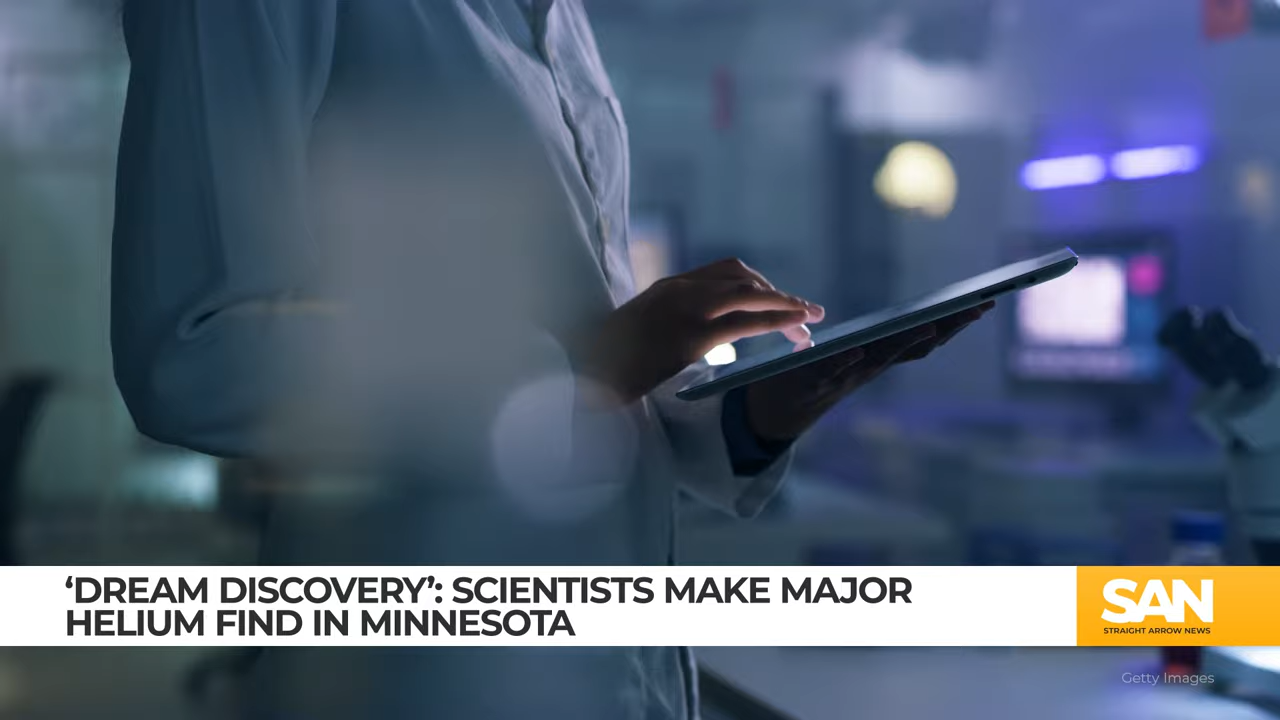 ‘DREAM DISCOVERY’: SCIENTISTS MAKE MAJOR
HELIUM FIND IN MINNESOTA
SAN
STRAIGHT ARROW NEWS
Getty Images